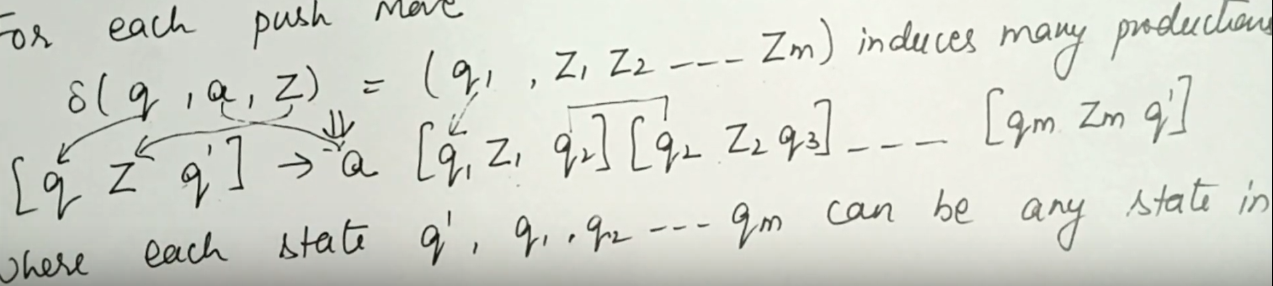 For each push move
δ(q, a, Z) = (q₁, Z₁ Z₂ --- Zm) induces many productions
[q Z q'] → a [q₁ Z₁ q₂] [q₂ Z₂ q₃] --- [qm Zm q']
where each state q', q₁, q₂ --- qm can be any state in